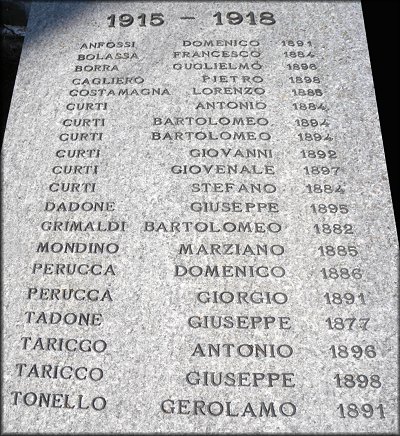 1915 - 1918
ANFOSSI DOMENICO 1891
BOLASSA FRANCESCO 1884
BORRA GUGLIELMO 1896
CAGLIERO PIETRO 1898
COSTAMAGNA LORENZO 1885
CURTI ANTONIO 1884
CURTI BARTOLOMEO 1894
CURTI BARTOLOMEO 1894
CURTI GIOVANNI 1892
CURTI GIOVENALE 1897
CURTI STEFANO 1884
DADONE GIUSEPPE 1895
GRIMALDI BARTOLOMEO 1882
MONDINO MARZIANO 1885
PERUCCA DOMENICO 1886
PERUCCA GIORGIO 1891
TADONE GIUSEPPE 1877
TARICCO ANTONIO 1896
TARICCO GIUSEPPE 1898
TONELLO GEROLAMO 1891